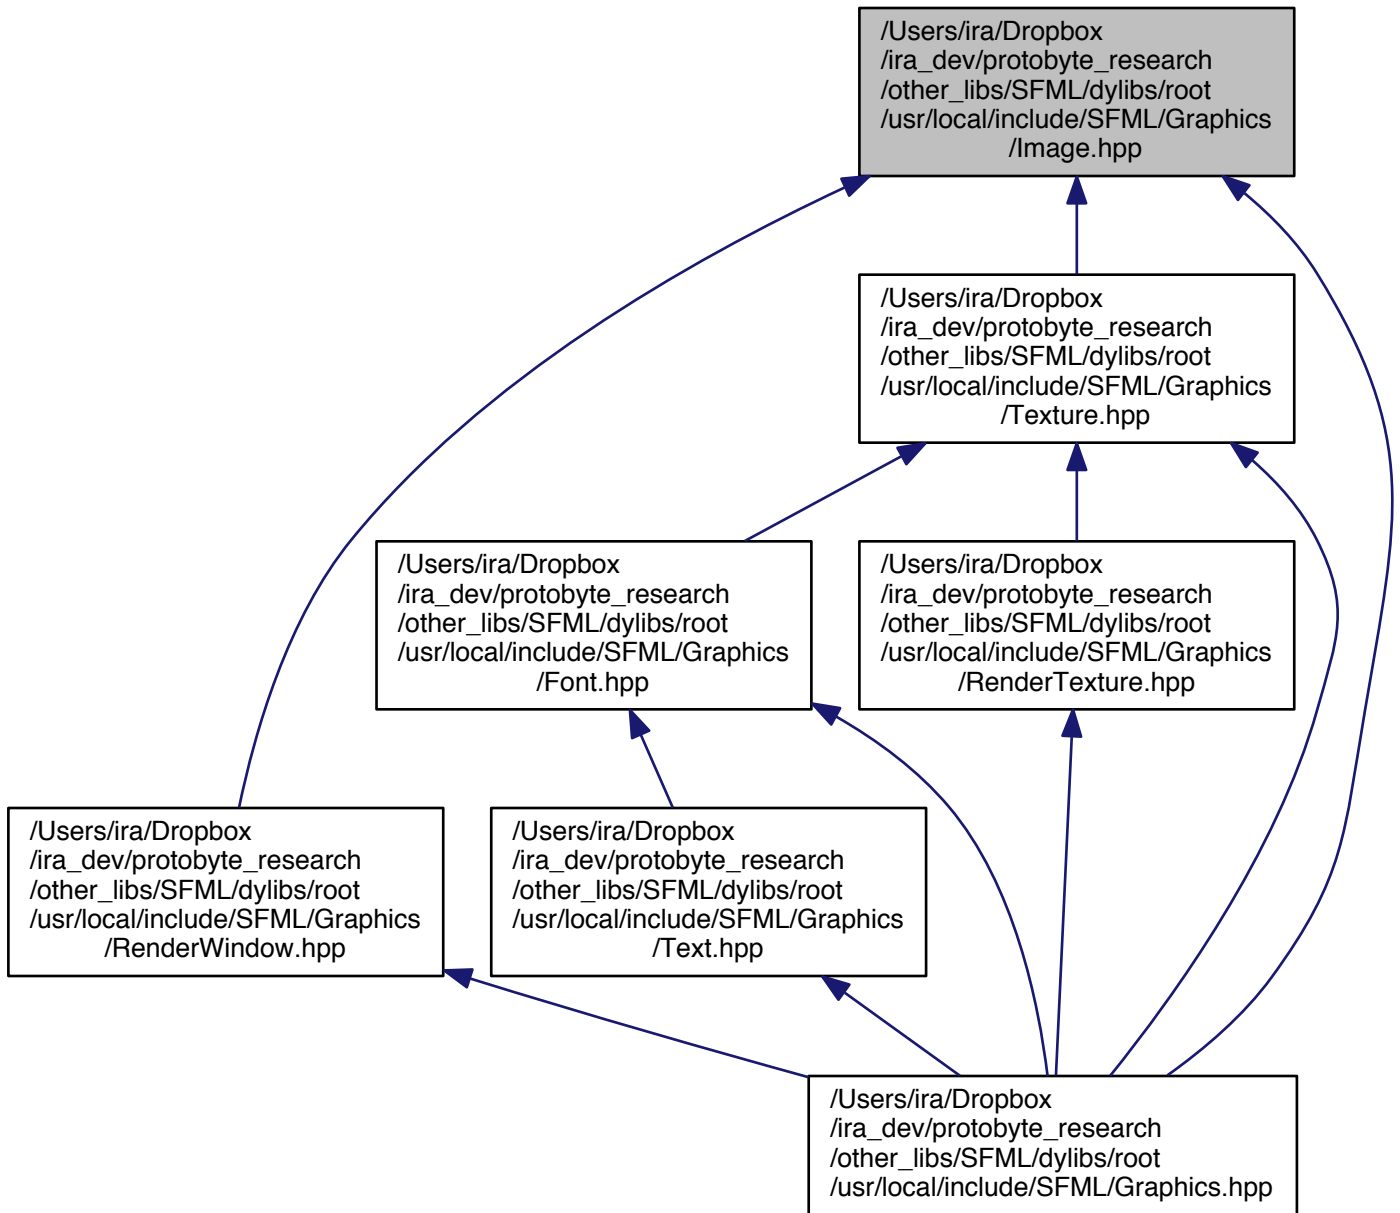 /Users/ira/Dropbox
/ira_dev/protobyte_research
/other_libs/SFML/dylibs/root
/usr/local/include/SFML/Graphics
/Image.hpp
/Users/ira/Dropbox
/ira_dev/protobyte_research
/other_libs/SFML/dylibs/root
/usr/local/include/SFML/Graphics
/Texture.hpp
/Users/ira/Dropbox
/ira_dev/protobyte_research
/other_libs/SFML/dylibs/root
/usr/local/include/SFML/Graphics
/Font.hpp
/Users/ira/Dropbox
/ira_dev/protobyte_research
/other_libs/SFML/dylibs/root
/usr/local/include/SFML/Graphics
/RenderTexture.hpp
/Users/ira/Dropbox
/ira_dev/protobyte_research
/other_libs/SFML/dylibs/root
/usr/local/include/SFML/Graphics
/RenderWindow.hpp
/Users/ira/Dropbox
/ira_dev/protobyte_research
/other_libs/SFML/dylibs/root
/usr/local/include/SFML/Graphics
/Text.hpp
/Users/ira/Dropbox
/ira_dev/protobyte_research
/other_libs/SFML/dylibs/root
/usr/local/include/SFML/Graphics.hpp